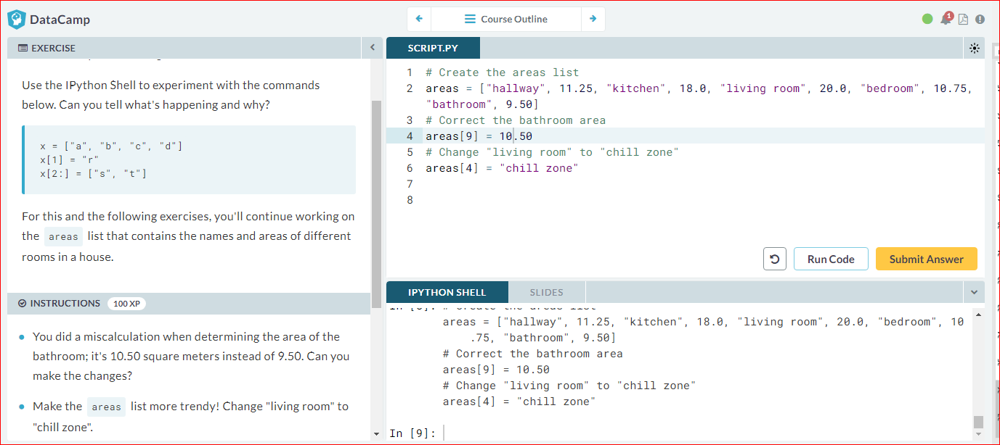 DataCamp
Course Outline
1
EXERCISE
Use the IPython Shell to experiment with the commands
below. Can you tell what's happening and why?
x = ["a", "b", "c", "d"]
x[1] = "r"
x[2:] = ["s", "t"]
For this and the following exercises, you'll continue working on
the areas list that contains the names and areas of different
rooms in a house.
INSTRUCTIONS 100 XP
You did a miscalculation when determining the area of the
bathroom; it's 10.50 square meters instead of 9.50. Can you
make the changes?
Make the areas list more trendy! Change "living room" to
"chill zone".
SCRIPT.PY
1 # Create the areas list
2 areas = ["hallway", 11.25, "kitchen", 18.0, "living room", 20.0, "bedroom", 10.75,
"bathroom", 9.50]
3 # Correct the bathroom area
4 areas[9] = 10.50
5 # Change "living room" to "chill zone"
6 areas[4] = "chill zone"
7
8
Run Code
Submit Answer
IPYTHON SHELL
SLIDES
# Create the areas list
areas = ["hallway", 11.25, "kitchen", 18.0, "living room", 20.0, "bedroom", 10
.75, "bathroom", 9.50]
# Correct the bathroom area
areas[9] = 10.50
# Change "living room" to "chill zone"
areas[4] = "chill zone"
In [9]: